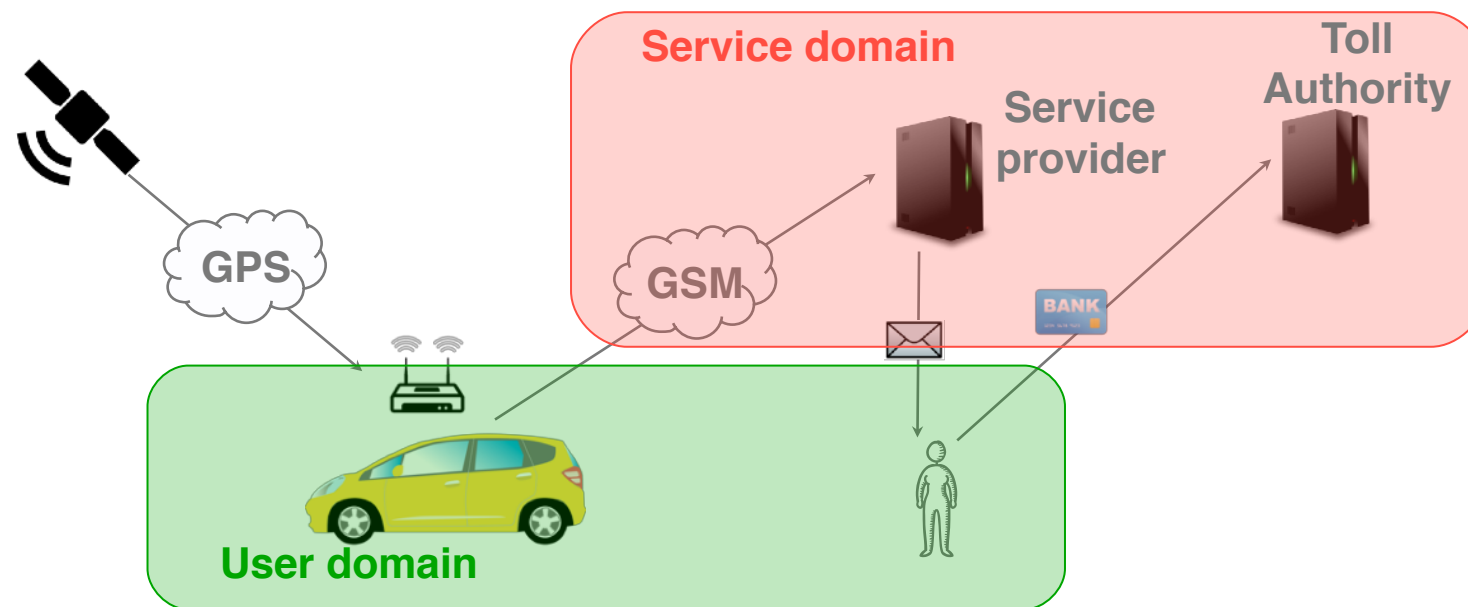 Service domain
Toll
Authority
Service
provider
GPS
GSM
BANK
User domain